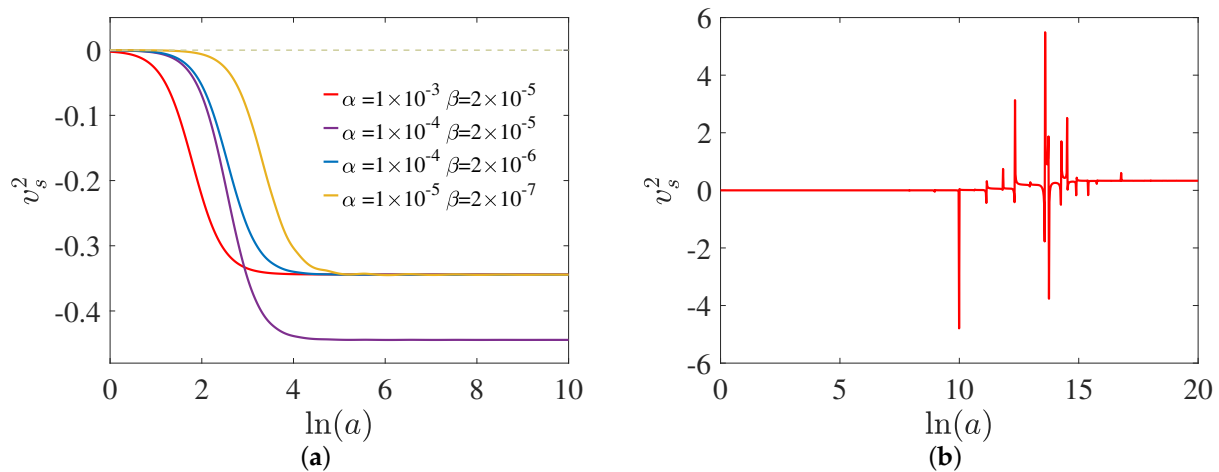 0
-0.1
-0.2
-0.3
-0.4
v_s^2
α =1×10^-3 β=2×10^-5
α =1×10^-4 β=2×10^-5
α =1×10^-4 β=2×10^-6
α =1×10^-5 β=2×10^-7
0 2 4 6 8 10
ln(a)
(a)
6
4
2
0
-2
-4
-6
v_s^2
0 5 10 15 20
ln(a)
(b)